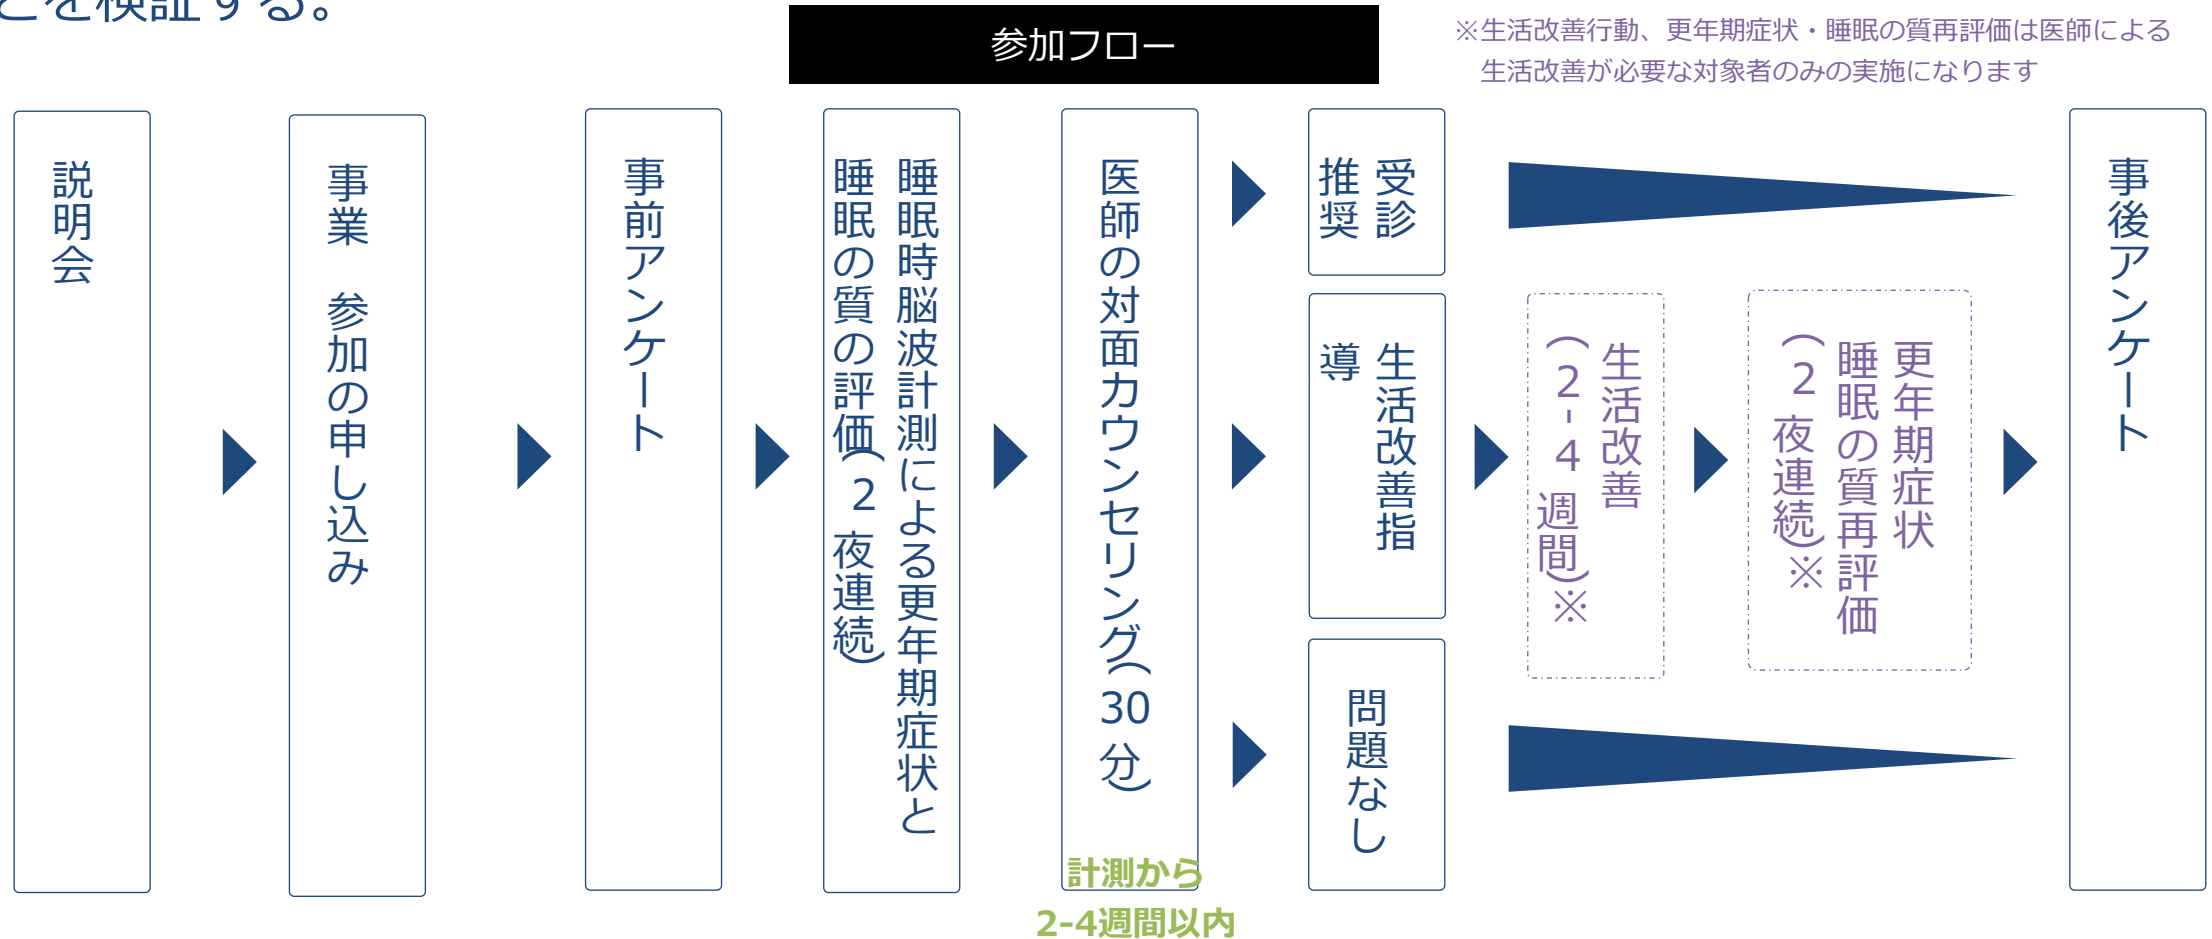 とを検証する。
参加フロー
※生活改善行動、更年期症状・睡眠の質再評価は医師による
生活改善が必要な対象者のみの実施になります
説明会
事業　参加の申し込み
事前アンケート
睡眠時脳波計測による更年期症状と
睡眠の質の評価（2夜連続）
医師の対面カウンセリング（30分）
計測から
2-4週間以内
受診
推奨
生活改善指
導
問題なし
生活改善
（2-4週間）※
更年期症状
睡眠の質再評価
（2夜連続）※
事後アンケート